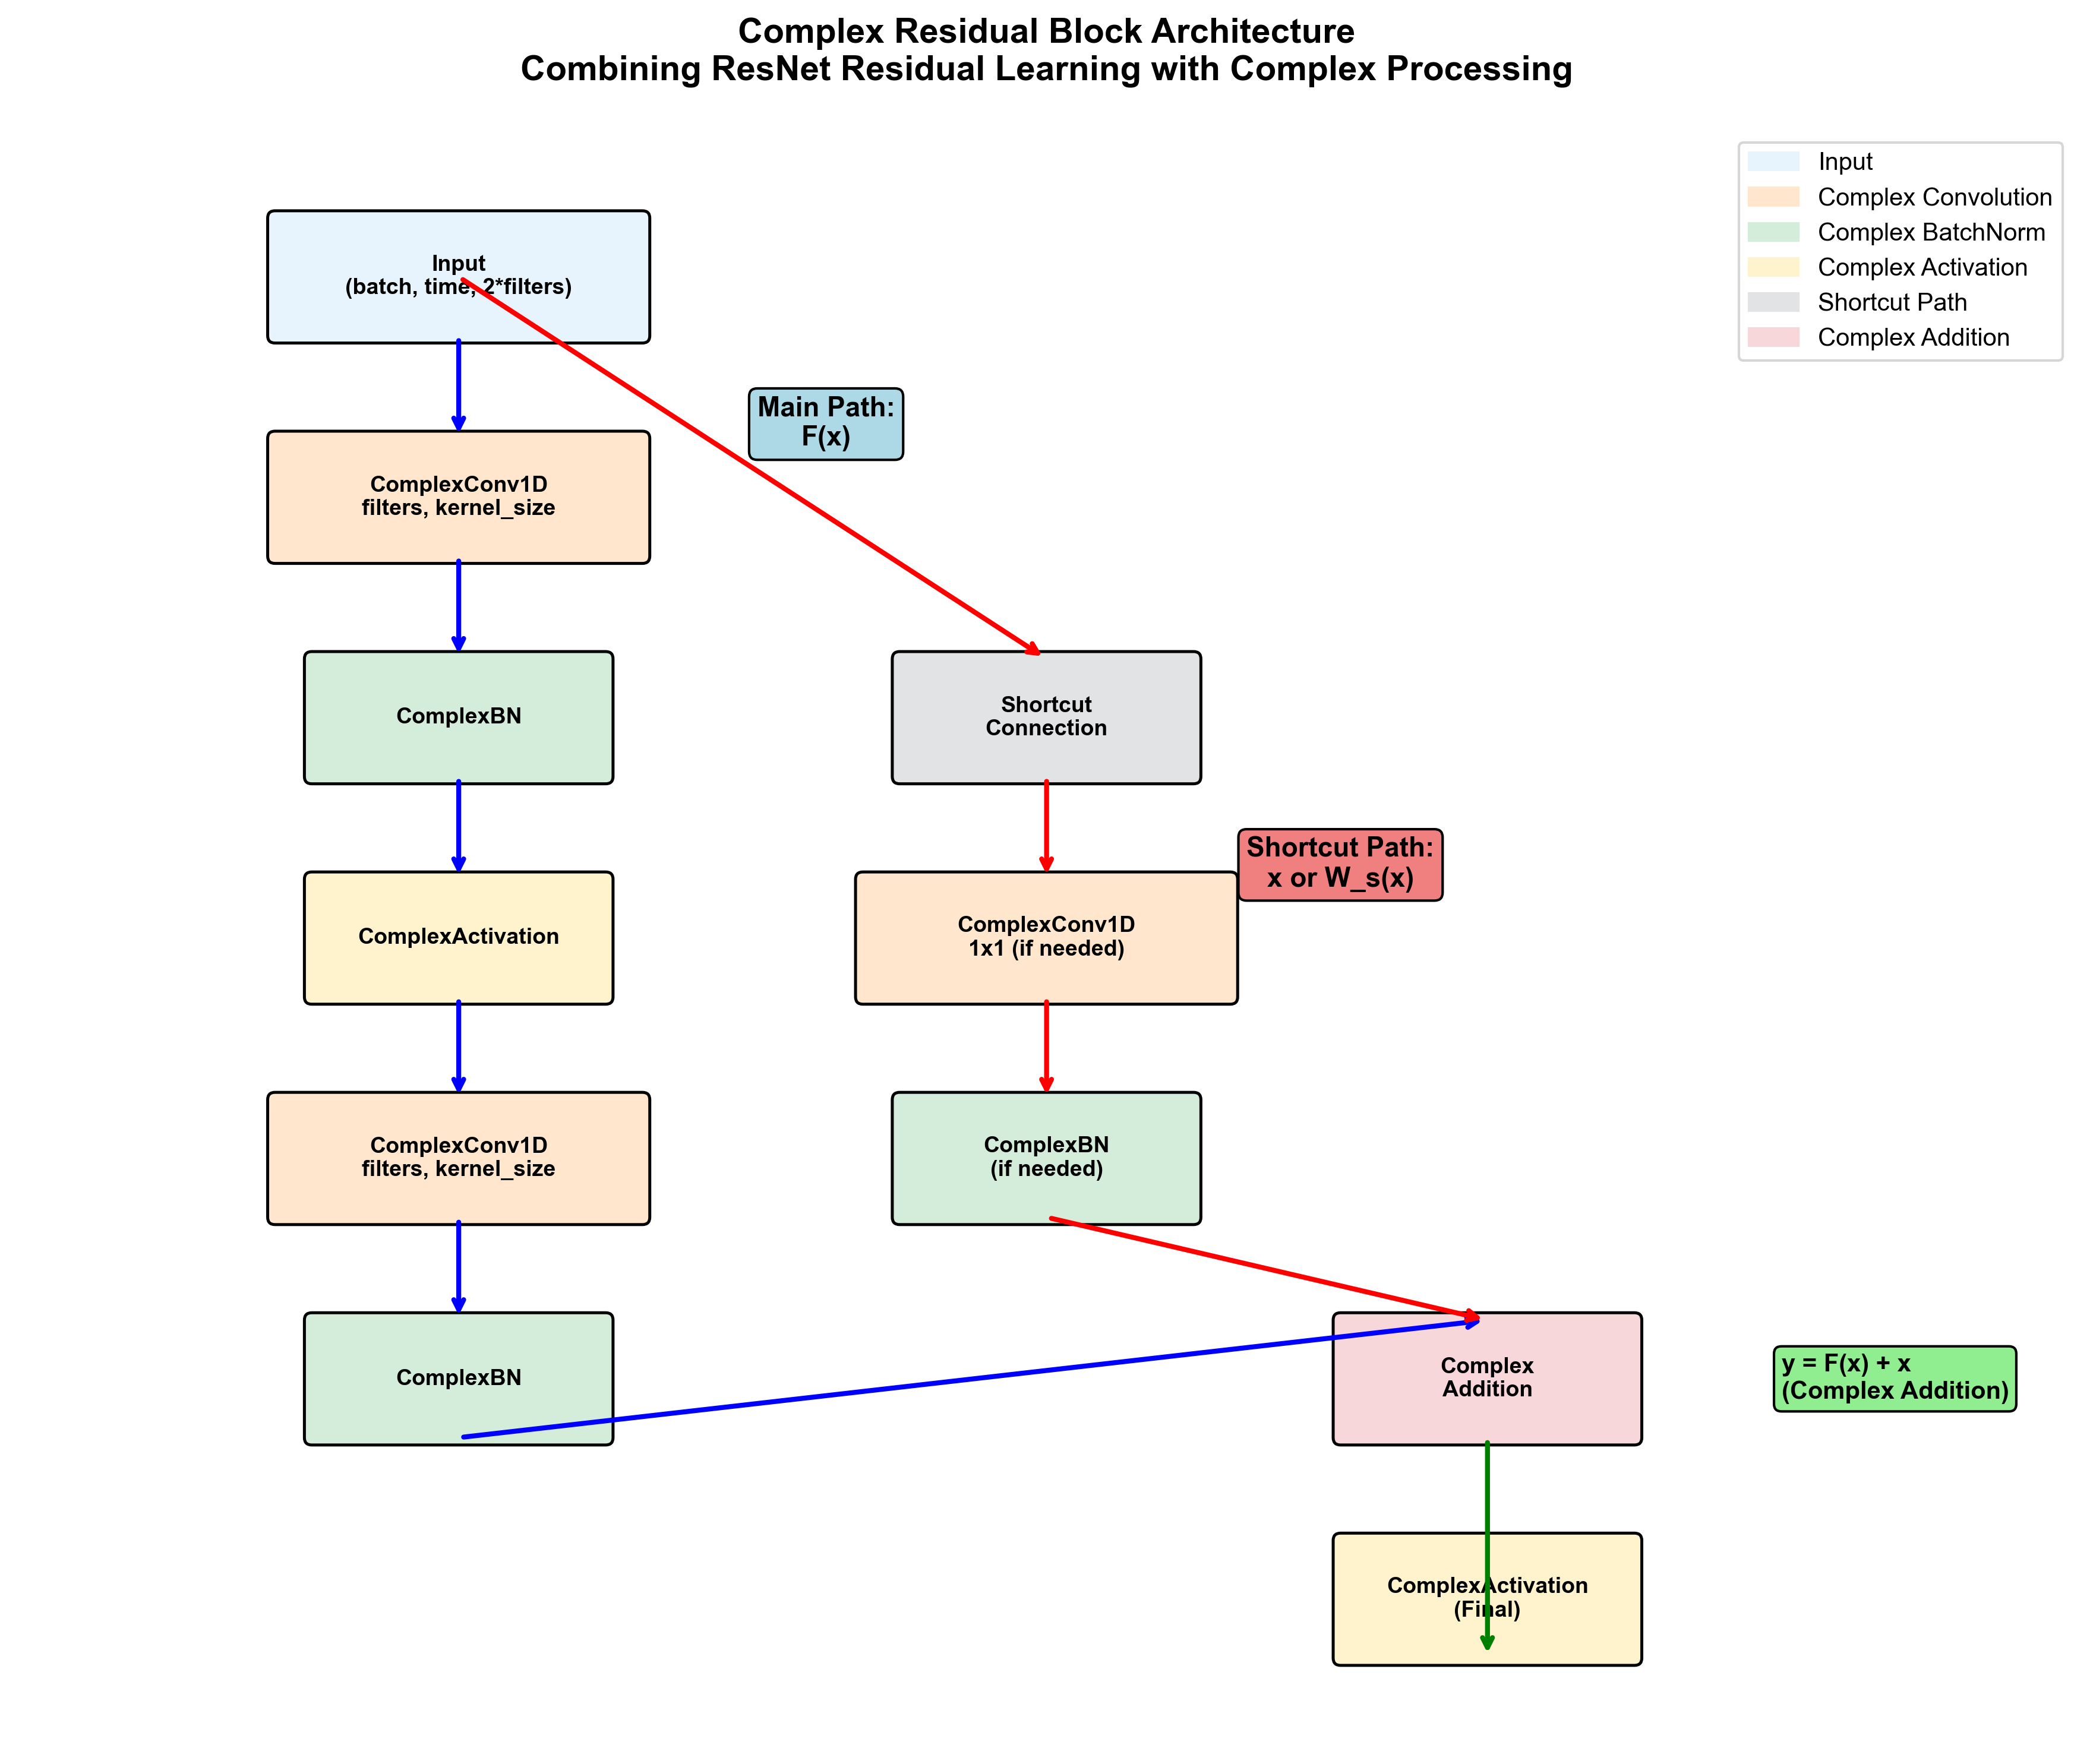 Complex Residual Block Architecture
Combining ResNet Residual Learning with Complex Processing
Input
Complex Convolution
Complex BatchNorm
Complex Activation
Shortcut Path
Complex Addition
Input
(batch, time, 2*filters)
Main Path:
F(x)
ComplexConv1D
filters, kernel_size
ComplexBN
Shortcut
Connection
Shortcut Path:
x or W_s(x)
ComplexActivation
ComplexConv1D
1x1 (if needed)
ComplexConv1D
filters, kernel_size
ComplexBN
(if needed)
ComplexBN
Complex
Addition
y = F(x) + x
(Complex Addition)
ComplexActivation
(Final)